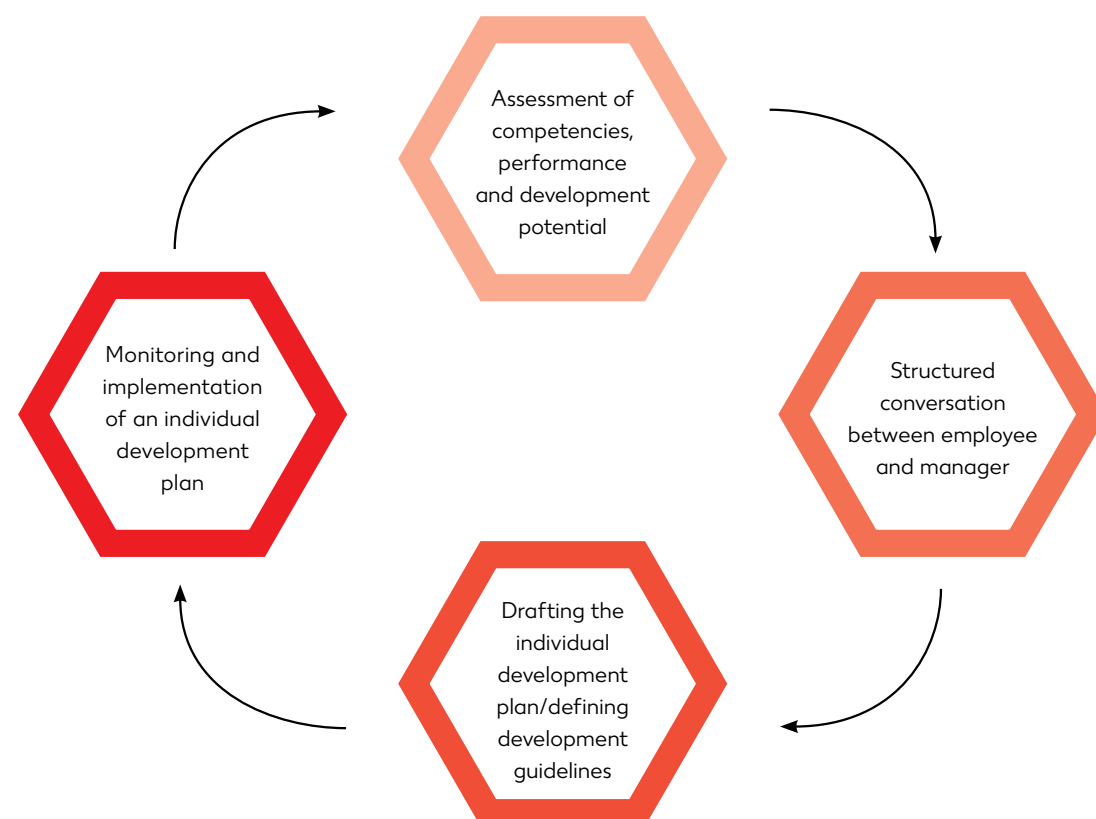 Assessment of
competencies,
performance
and development
potential
Structured
conversation
between employee
and manager
Drafting the
individual
development
plan/defining
development
guidelines
Monitoring and
implementation
of an individual
development
plan